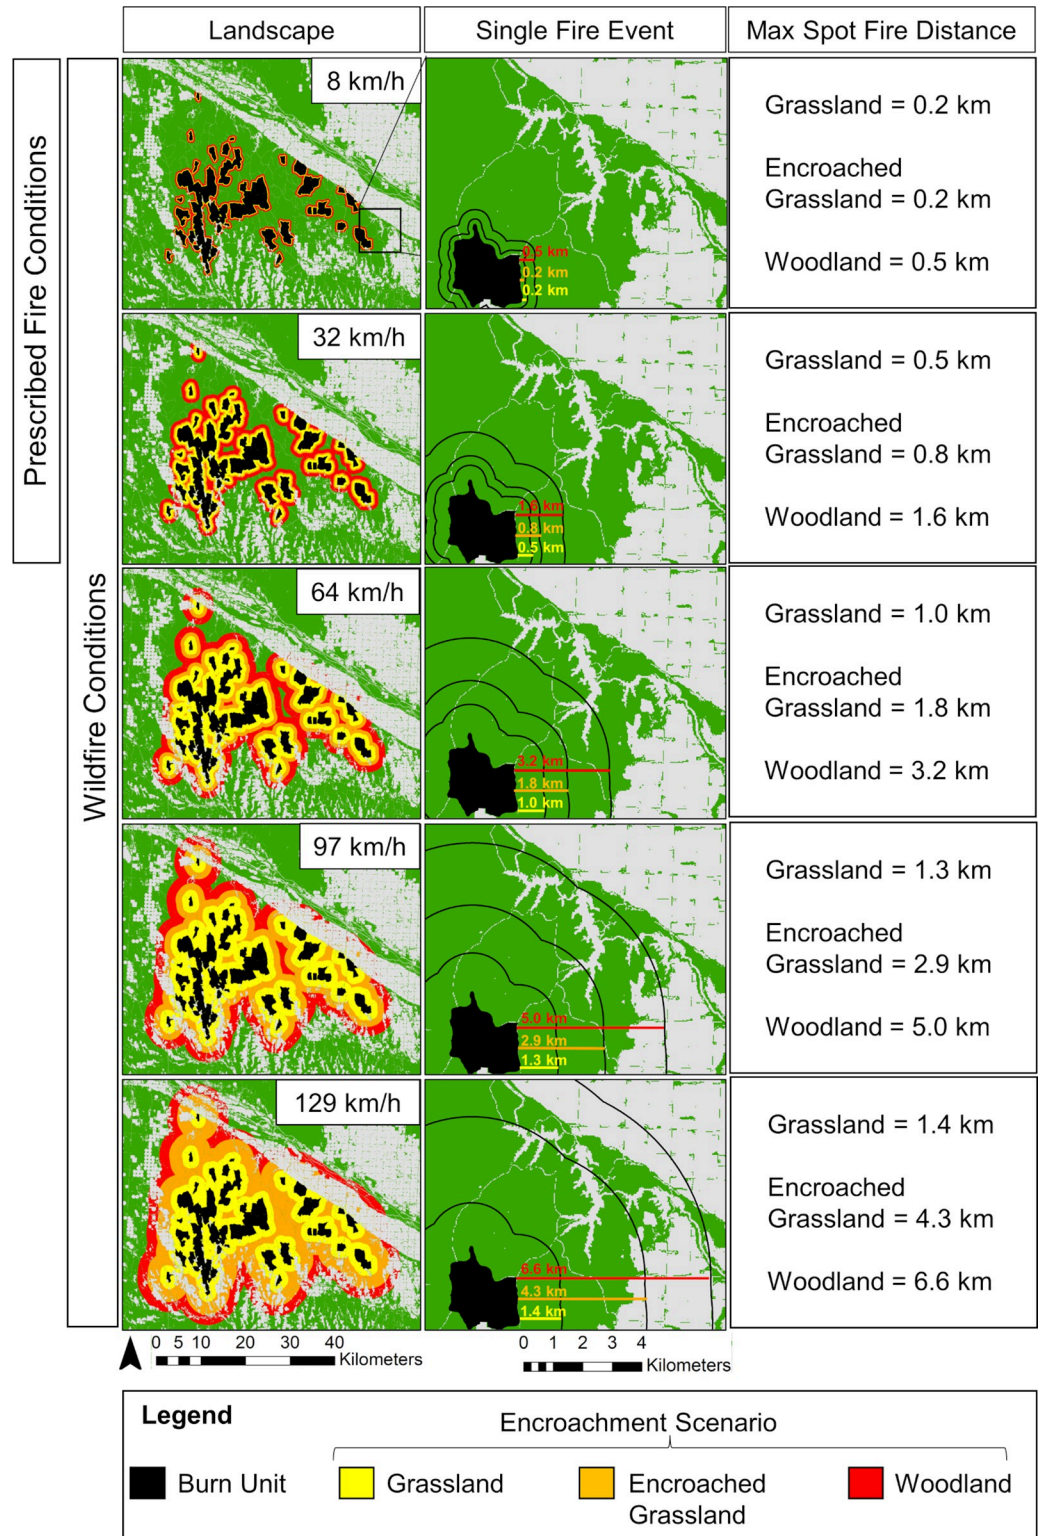 Landscape
Single Fire Event
Max Spot Fire Distance
Prescribed Fire Conditions
Wildfire Conditions
8 km/h
0.5 km
0.2 km
0.2 km
Grassland = 0.2 km
Encroached
Grassland = 0.2 km
Woodland = 0.5 km
32 km/h
1.6 km
0.8 km
0.5 km
Grassland = 0.5 km
Encroached
Grassland = 0.8 km
Woodland = 1.6 km
64 km/h
3.2 km
1.8 km
1.0 km
Grassland = 1.0 km
Encroached
Grassland = 1.8 km
Woodland = 3.2 km
97 km/h
5.0 km
2.9 km
1.3 km
Grassland = 1.3 km
Encroached
Grassland = 2.9 km
Woodland = 5.0 km
129 km/h
6.6 km
4.3 km
1.4 km
Grassland = 1.4 km
Encroached
Grassland = 4.3 km
Woodland = 6.6 km
0 5 10 20 30 40
Kilometers
0 1 2 3 4
Kilometers
Legend
Encroachment Scenario
Burn Unit
Grassland
Encroached
Grassland
Woodland